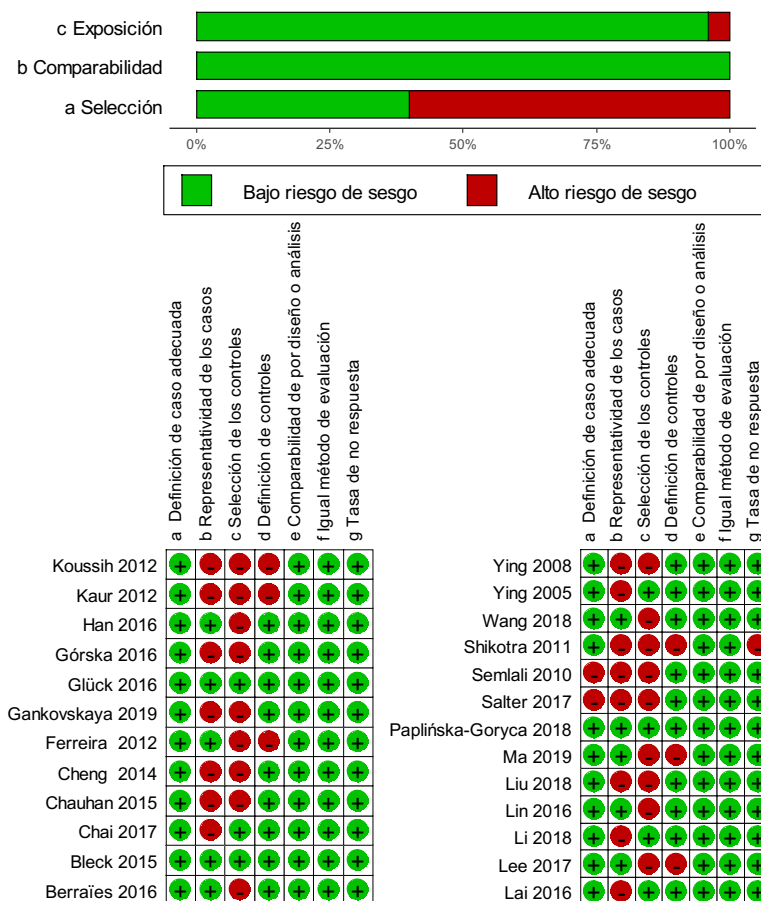 c Exposición
b Comparabilidad
a Selección
0% 25% 50% 75% 100%
Bajo riesgo de sesgo Alto riesgo de sesgo
a Definición de caso adecuada
b Representatividad de los casos
c Selección de los controles
d Definición de controles
e Comparabilidad de por diseño o análisis
f Igual método de evaluación
g Tasa de no respuesta
Koussih 2012 + - - - + + +
Kaur 2012 + - - - + + +
Han 2016 + + - + + + +
Górska 2016 + - - + + + +
Glück 2016 + + + + + + +
Gankovskaya 2019 + - - + + + +
Ferreira 2012 + + - - + + +
Cheng 2014 + - - + + + +
Chauhan 2015 + - - + + + +
Chai 2017 + - + + + + +
Bleck 2015 + + + + + + +
Berraïes 2016 + + - + + + +
a Definición de caso adecuada
b Representatividad de los casos
c Selección de los controles
d Definición de controles
e Comparabilidad de por diseño o análisis
f Igual método de evaluación
g Tasa de no respuesta
Ying 2008 + - - + + + +
Ying 2005 + - + + + + +
Wang 2018 + + - + + + +
Shikotra 2011 + - - - + + -
Semlali 2010 - - - + + + +
Salter 2017 - - - + + + +
Paplińska-Goryca 2018 + + + + + + +
Ma 2019 + + - - + + +
Liu 2018 + - - + + + +
Lin 2016 + + - + + + +
Li 2018 + - + + + + +
Lee 2017 + + - - + + +
Lai 2016 + - + + + + +